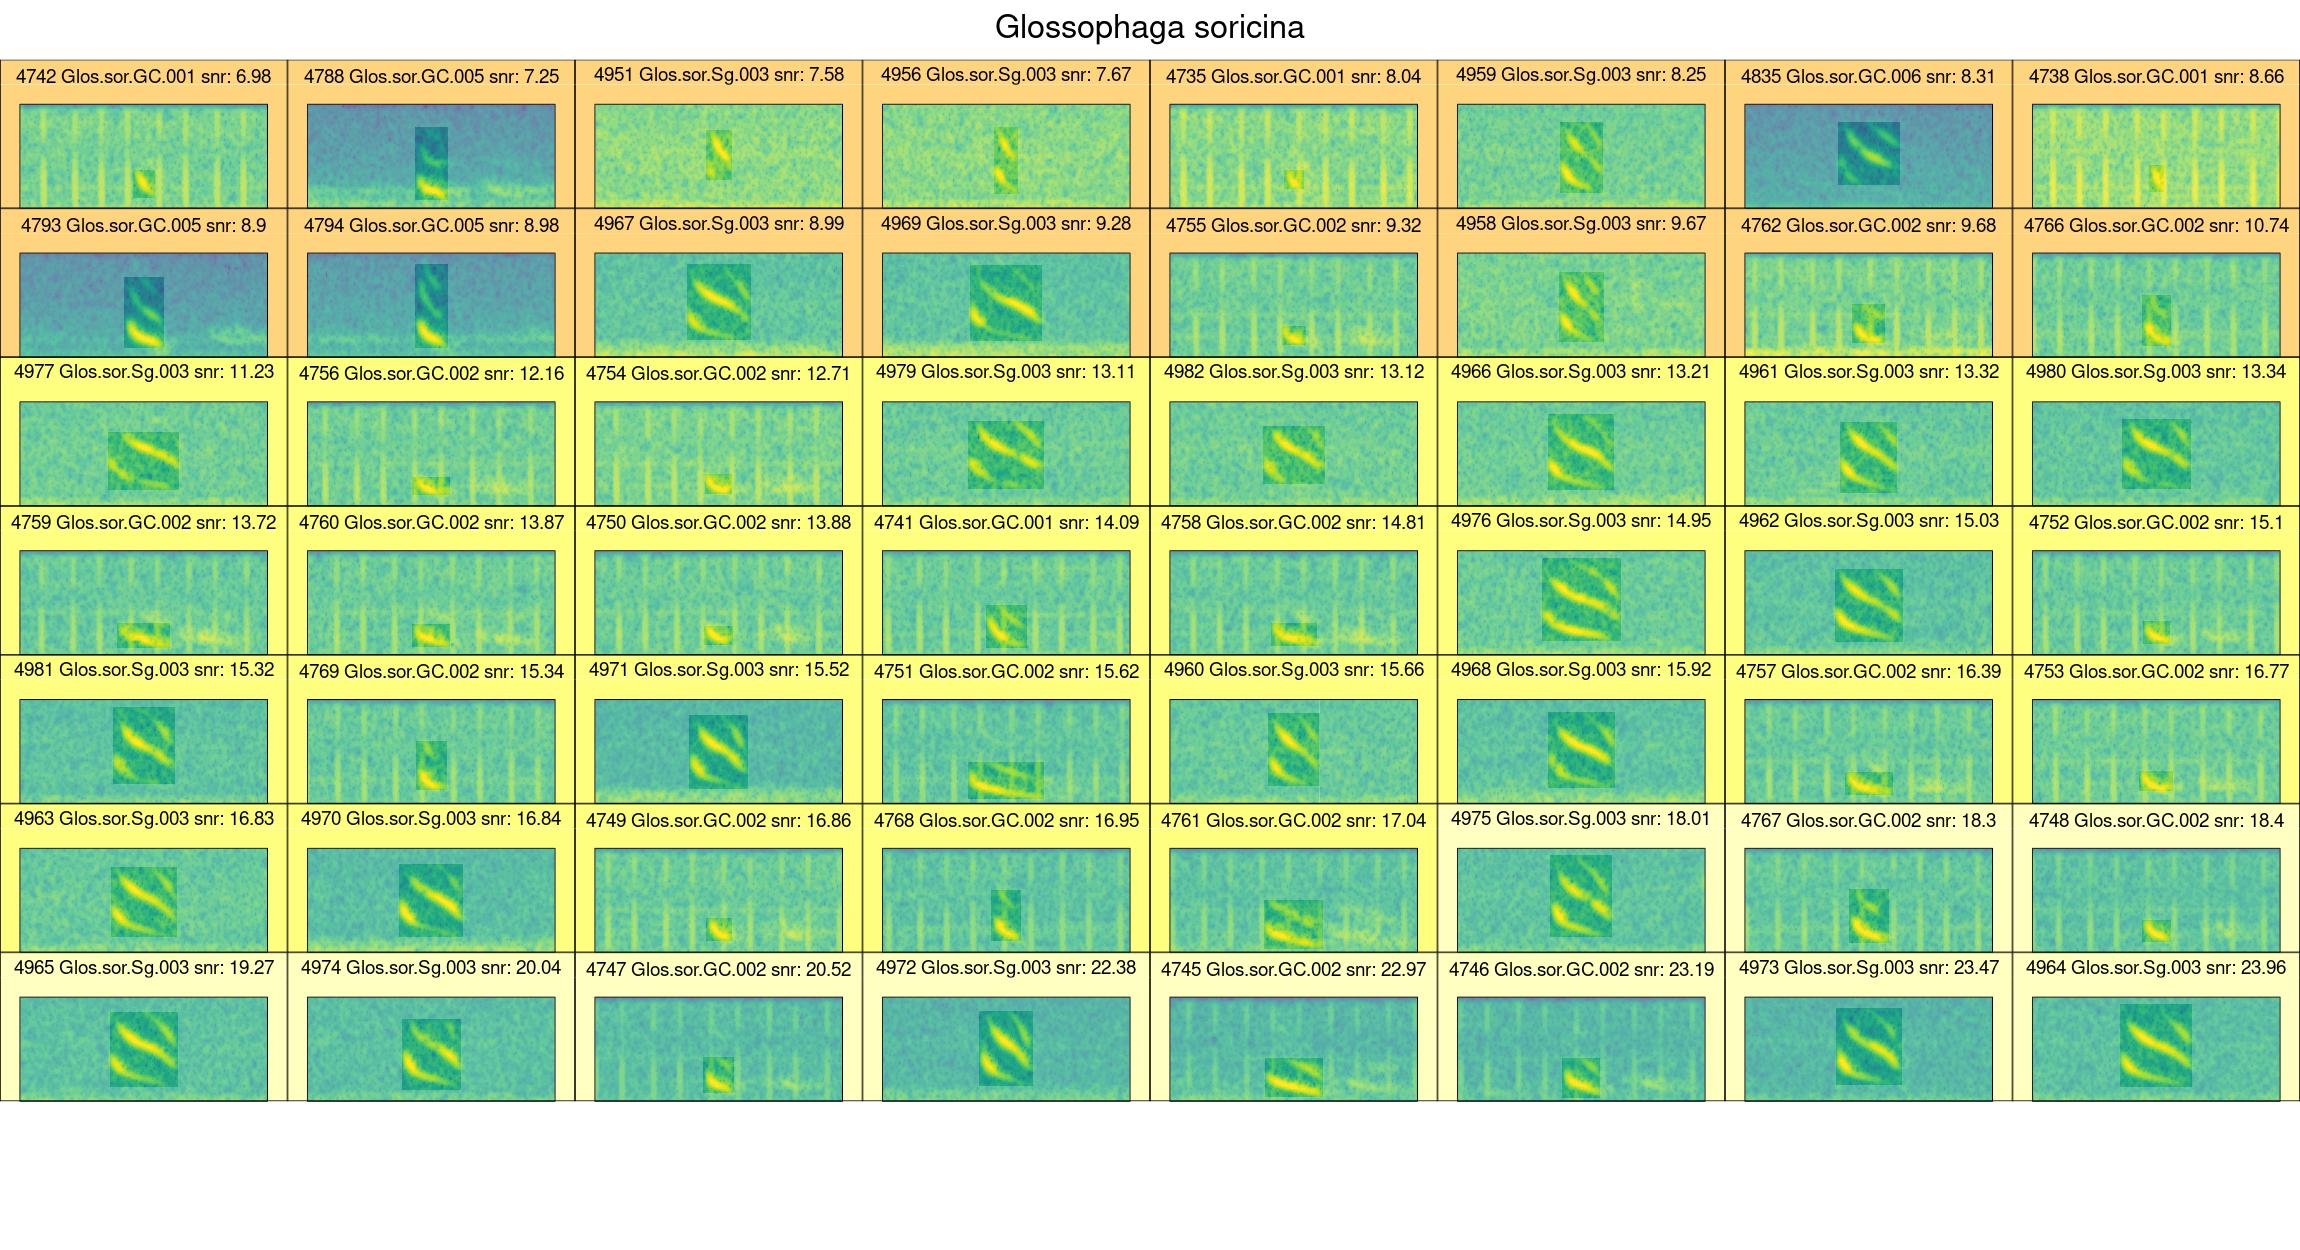 Glossophaga soricina
4742 Glos.sor.GC.001 snr: 6.98
4788 Glos.sor.GC.005 snr: 7.25
4951 Glos.sor.Sg.003 snr: 7.58
4956 Glos.sor.Sg.003 snr: 7.67
4735 Glos.sor.GC.001 snr: 8.04
4959 Glos.sor.Sg.003 snr: 8.25
4835 Glos.sor.GC.006 snr: 8.31
4738 Glos.sor.GC.001 snr: 8.66
4793 Glos.sor.GC.005 snr: 8.9
4794 Glos.sor.GC.005 snr: 8.98
4967 Glos.sor.Sg.003 snr: 8.99
4969 Glos.sor.Sg.003 snr: 9.28
4755 Glos.sor.GC.002 snr: 9.32
4958 Glos.sor.Sg.003 snr: 9.67
4762 Glos.sor.GC.002 snr: 9.68
4766 Glos.sor.GC.002 snr: 10.74
4977 Glos.sor.Sg.003 snr: 11.23
4756 Glos.sor.GC.002 snr: 12.16
4754 Glos.sor.GC.002 snr: 12.71
4979 Glos.sor.Sg.003 snr: 13.11
4982 Glos.sor.Sg.003 snr: 13.12
4966 Glos.sor.Sg.003 snr: 13.21
4961 Glos.sor.Sg.003 snr: 13.32
4980 Glos.sor.Sg.003 snr: 13.34
4759 Glos.sor.GC.002 snr: 13.72
4760 Glos.sor.GC.002 snr: 13.87
4750 Glos.sor.GC.002 snr: 13.88
4741 Glos.sor.GC.001 snr: 14.09
4758 Glos.sor.GC.002 snr: 14.81
4976 Glos.sor.Sg.003 snr: 14.95
4962 Glos.sor.Sg.003 snr: 15.03
4752 Glos.sor.GC.002 snr: 15.1
4981 Glos.sor.Sg.003 snr: 15.32
4769 Glos.sor.GC.002 snr: 15.34
4971 Glos.sor.Sg.003 snr: 15.52
4751 Glos.sor.GC.002 snr: 15.62
4960 Glos.sor.Sg.003 snr: 15.66
4968 Glos.sor.Sg.003 snr: 15.92
4757 Glos.sor.GC.002 snr: 16.39
4753 Glos.sor.GC.002 snr: 16.77
4963 Glos.sor.Sg.003 snr: 16.83
4970 Glos.sor.Sg.003 snr: 16.84
4749 Glos.sor.GC.002 snr: 16.86
4768 Glos.sor.GC.002 snr: 16.95
4761 Glos.sor.GC.002 snr: 17.04
4975 Glos.sor.Sg.003 snr: 18.01
4767 Glos.sor.GC.002 snr: 18.3
4748 Glos.sor.GC.002 snr: 18.4
4965 Glos.sor.Sg.003 snr: 19.27
4974 Glos.sor.Sg.003 snr: 20.04
4747 Glos.sor.GC.002 snr: 20.52
4972 Glos.sor.Sg.003 snr: 22.38
4745 Glos.sor.GC.002 snr: 22.97
4746 Glos.sor.GC.002 snr: 23.19
4973 Glos.sor.Sg.003 snr: 23.47
4964 Glos.sor.Sg.003 snr: 23.96